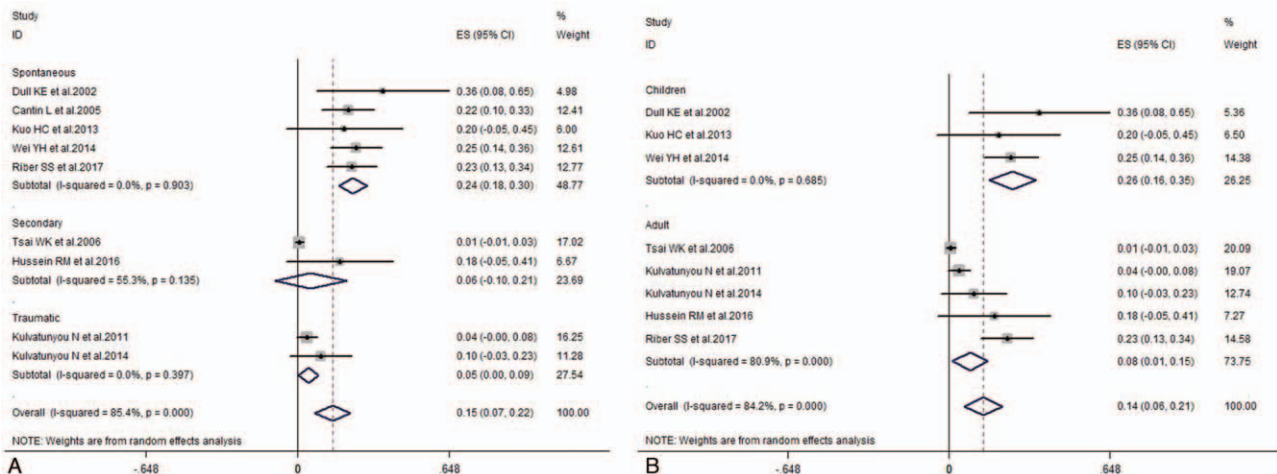 Study %
ID ES (95% CI) Weight
Spontaneous
Dull KE et.al.2002 0.36 (0.08, 0.65) 4.98
Cantin L et.al.2005 0.22 (0.10, 0.33) 12.41
Kuo HC et.al.2013 0.20 (-0.05, 0.45) 6.00
Wei YH et.al.2014 0.25 (0.14, 0.36) 12.61
Riber SS et.al.2017 0.23 (0.13, 0.34) 12.77
Subtotal (I-squared = 0.0%, p = 0.903) 0.24 (0.18, 0.30) 48.77
.
Secondary
Tsai WK et.al.2006 0.01 (-0.01, 0.03) 17.02
Hussein RM et.al.2016 0.18 (-0.05, 0.41) 6.67
Subtotal (I-squared = 55.3%, p = 0.135) 0.06 (-0.10, 0.21) 23.69
.
Traumatic
Kulvatunyou N et.al.2011 0.04 (-0.00, 0.08) 16.25
Kulvatunyou N et.al.2014 0.10 (-0.03, 0.23) 11.28
Subtotal (I-squared = 0.0%, p = 0.397) 0.05 (0.00, 0.09) 27.54
.
Overall (I-squared = 85.4%, p = 0.000) 0.15 (0.07, 0.22) 100.00
NOTE: Weights are from random effects analysis
A -.648 0 .648
Study %
ID ES (95% CI) Weight
Children
Dull KE et.al.2002 0.36 (0.08, 0.65) 5.36
Kuo HC et.al.2013 0.20 (-0.05, 0.45) 6.50
Wei YH et.al.2014 0.25 (0.14, 0.36) 14.38
Subtotal (I-squared = 0.0%, p = 0.685) 0.26 (0.16, 0.35) 26.25
.
Adult
Tsai WK et.al.2006 0.01 (-0.01, 0.03) 20.09
Kulvatunyou N et.al.2011 0.04 (-0.00, 0.08) 19.07
Kulvatunyou N et.al.2014 0.10 (-0.03, 0.23) 12.74
Hussein RM et.al.2016 0.18 (-0.05, 0.41) 7.27
Riber SS et.al.2017 0.23 (0.13, 0.34) 14.58
Subtotal (I-squared = 80.9%, p = 0.000) 0.08 (0.01, 0.15) 73.75
.
Overall (I-squared = 84.2%, p = 0.000) 0.14 (0.06, 0.21) 100.00
NOTE: Weights are from random effects analysis
B -.648 0 .648